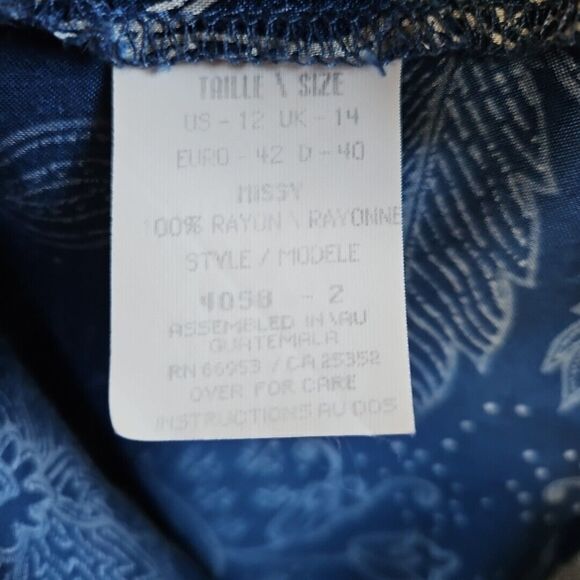 TAILLE \ SIZE
US - 12 UK - 14
EURO - 42 D - 40
MISSY
100% RAYON \ RAYONNE
STYLE / MODELE
4058 - 2
ASSEMBLED IN \AU
GUATEMALA
RN 66953 / CA 25352
OVER FOR CARE
INSTRUCTIONS AU DOS